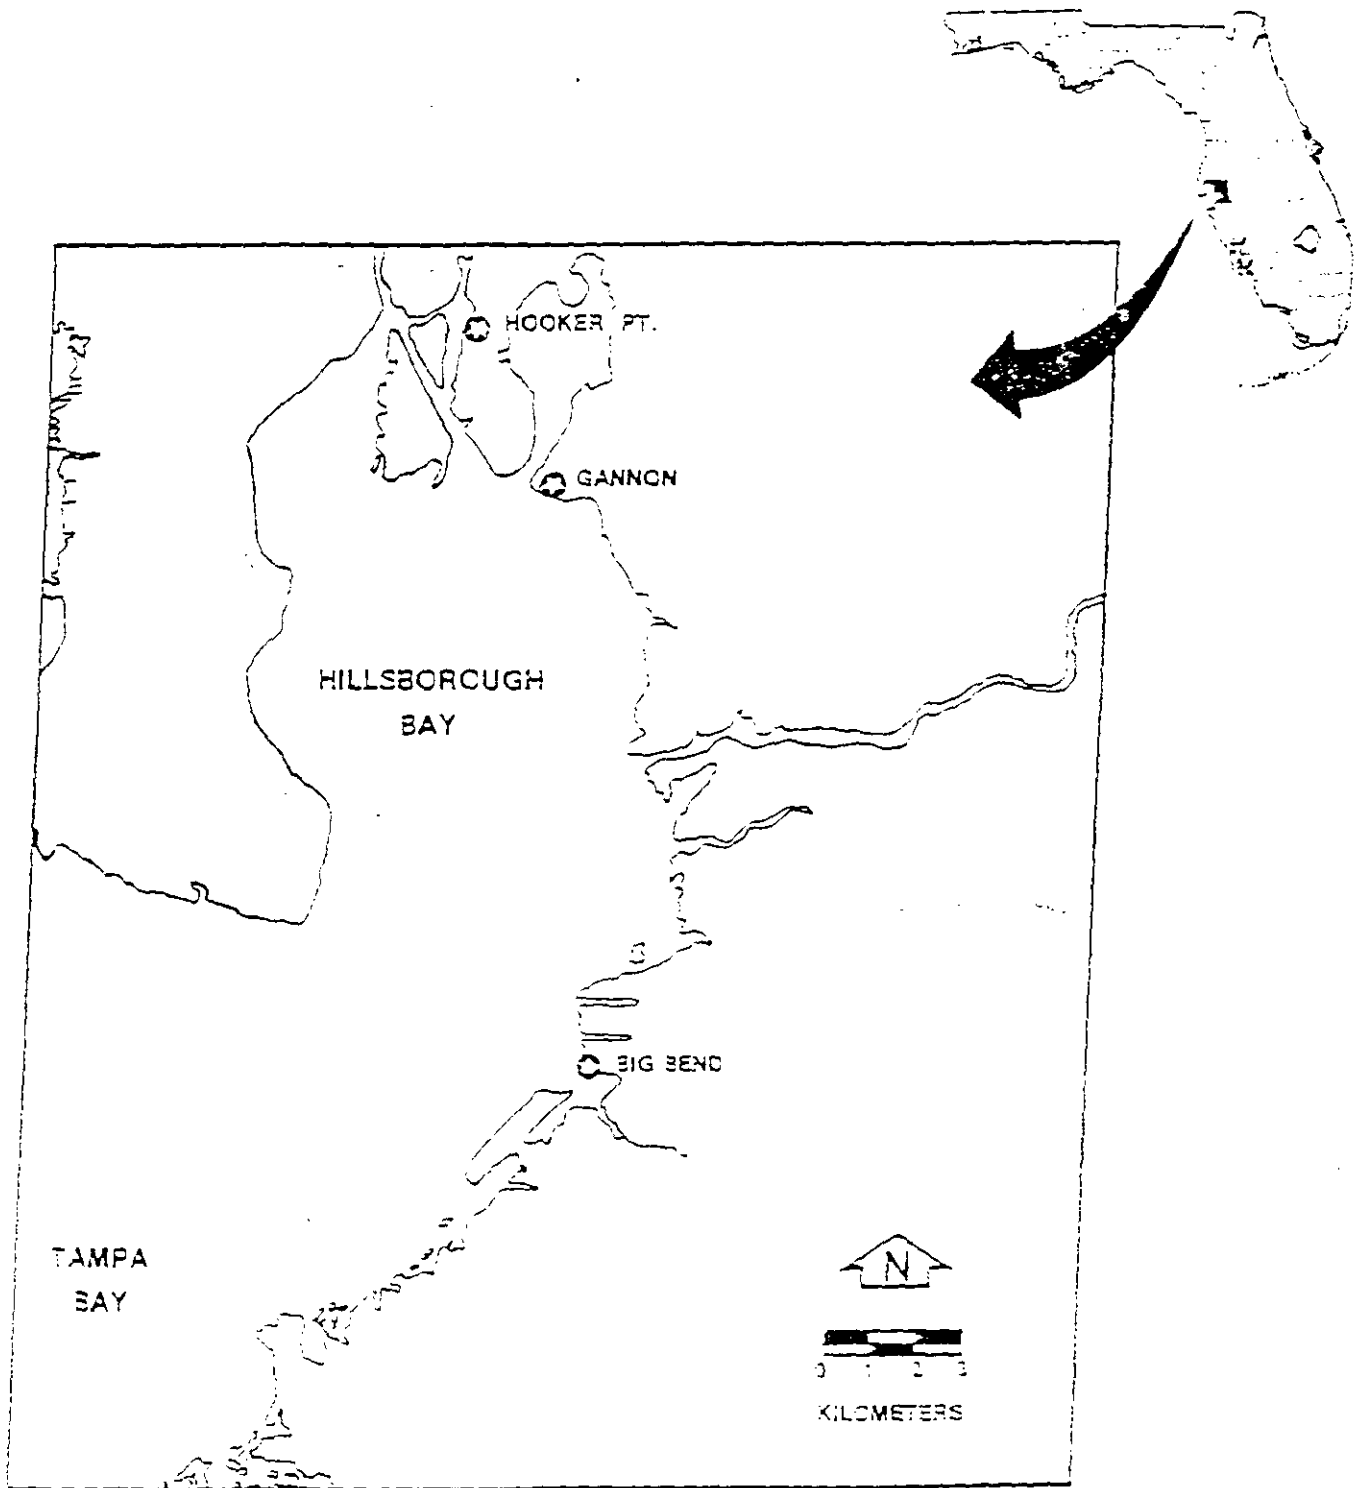 HOOKER PT.
GANNON
HILLSBOROUGH
BAY
BIG BEND
TAMPA
BAY
N
0 1 2 3
KILOMETERS